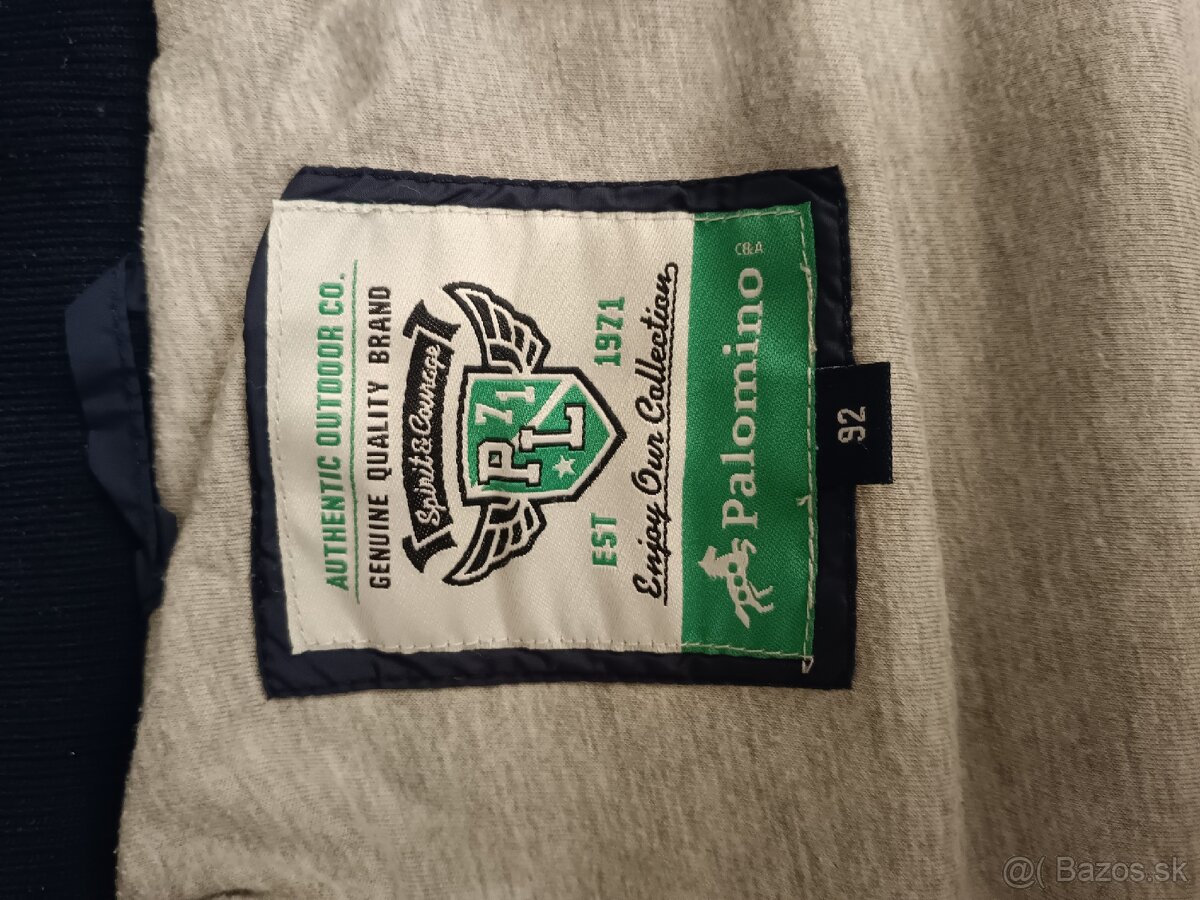 AUTHENTIC OUTDOOR CO.
GENUINE QUALITY BRAND
Spirit & Courage
P 71
L
EST 1971
Enjoy Our Collection
Palomino C&A
92
@( Bazos.sk